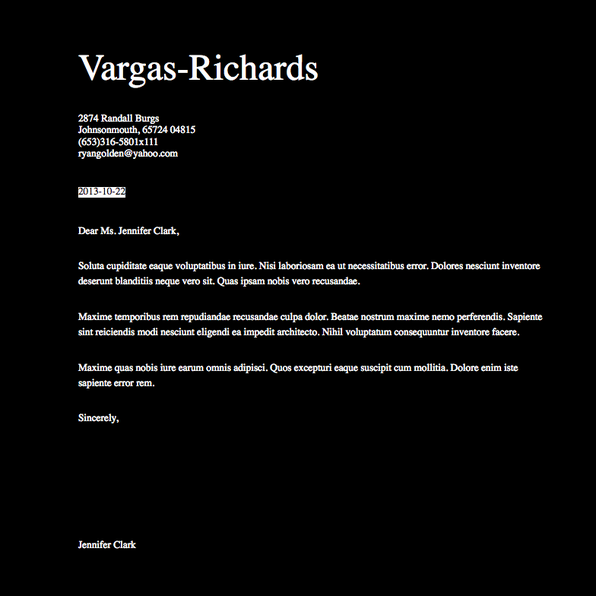 Vargas-Richards
2874 Randall Burgs
Johnsonmouth, 65724 04815
(653)316-5801x111
ryangolden@yahoo.com
2013-10-22
Dear Ms. Jennifer Clark,
Soluta cupiditate eaque voluptatibus in iure. Nisi laboriosam ea ut necessitatibus error. Dolores nesciunt inventore
deserunt blanditiis neque vero sit. Quas ipsam nobis vero recusandae.
Maxime temporibus rem repudiandae recusandae culpa dolor. Beatae nostrum maxime nemo perferendis. Sapiente
sint reiciendis modi nesciunt eligendi ea impedit architecto. Nihil voluptatum consequuntur inventore facere.
Maxime quas nobis iure earum omnis adipisci. Quos excepturi eaque suscipit cum mollitia. Dolore enim iste
sapiente error rem.
Sincerely,
Jennifer Clark